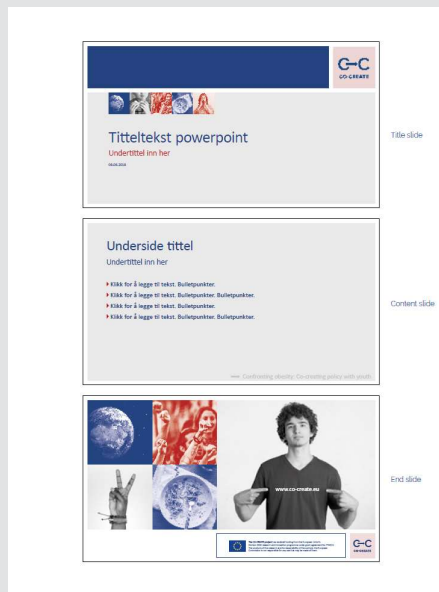 C C
CO-CREATE
Titteltekst powerpoint
Undertittel inn her
Title slide
Underside tittel
Undertittel inn her
Klikk for å legge til tekst. Bulletpunkter.
Klikk for å legge til tekst. Bulletpunkter. Bulletpunkter.
Klikk for å legge til tekst. Bulletpunkter.
Klikk for å legge til tekst. Bulletpunkter. Bulletpunkter.
Content slide
Confronting obesity. Co-creating policy with youth.
www.co-create.eu
End slide
C C
CO-CREATE